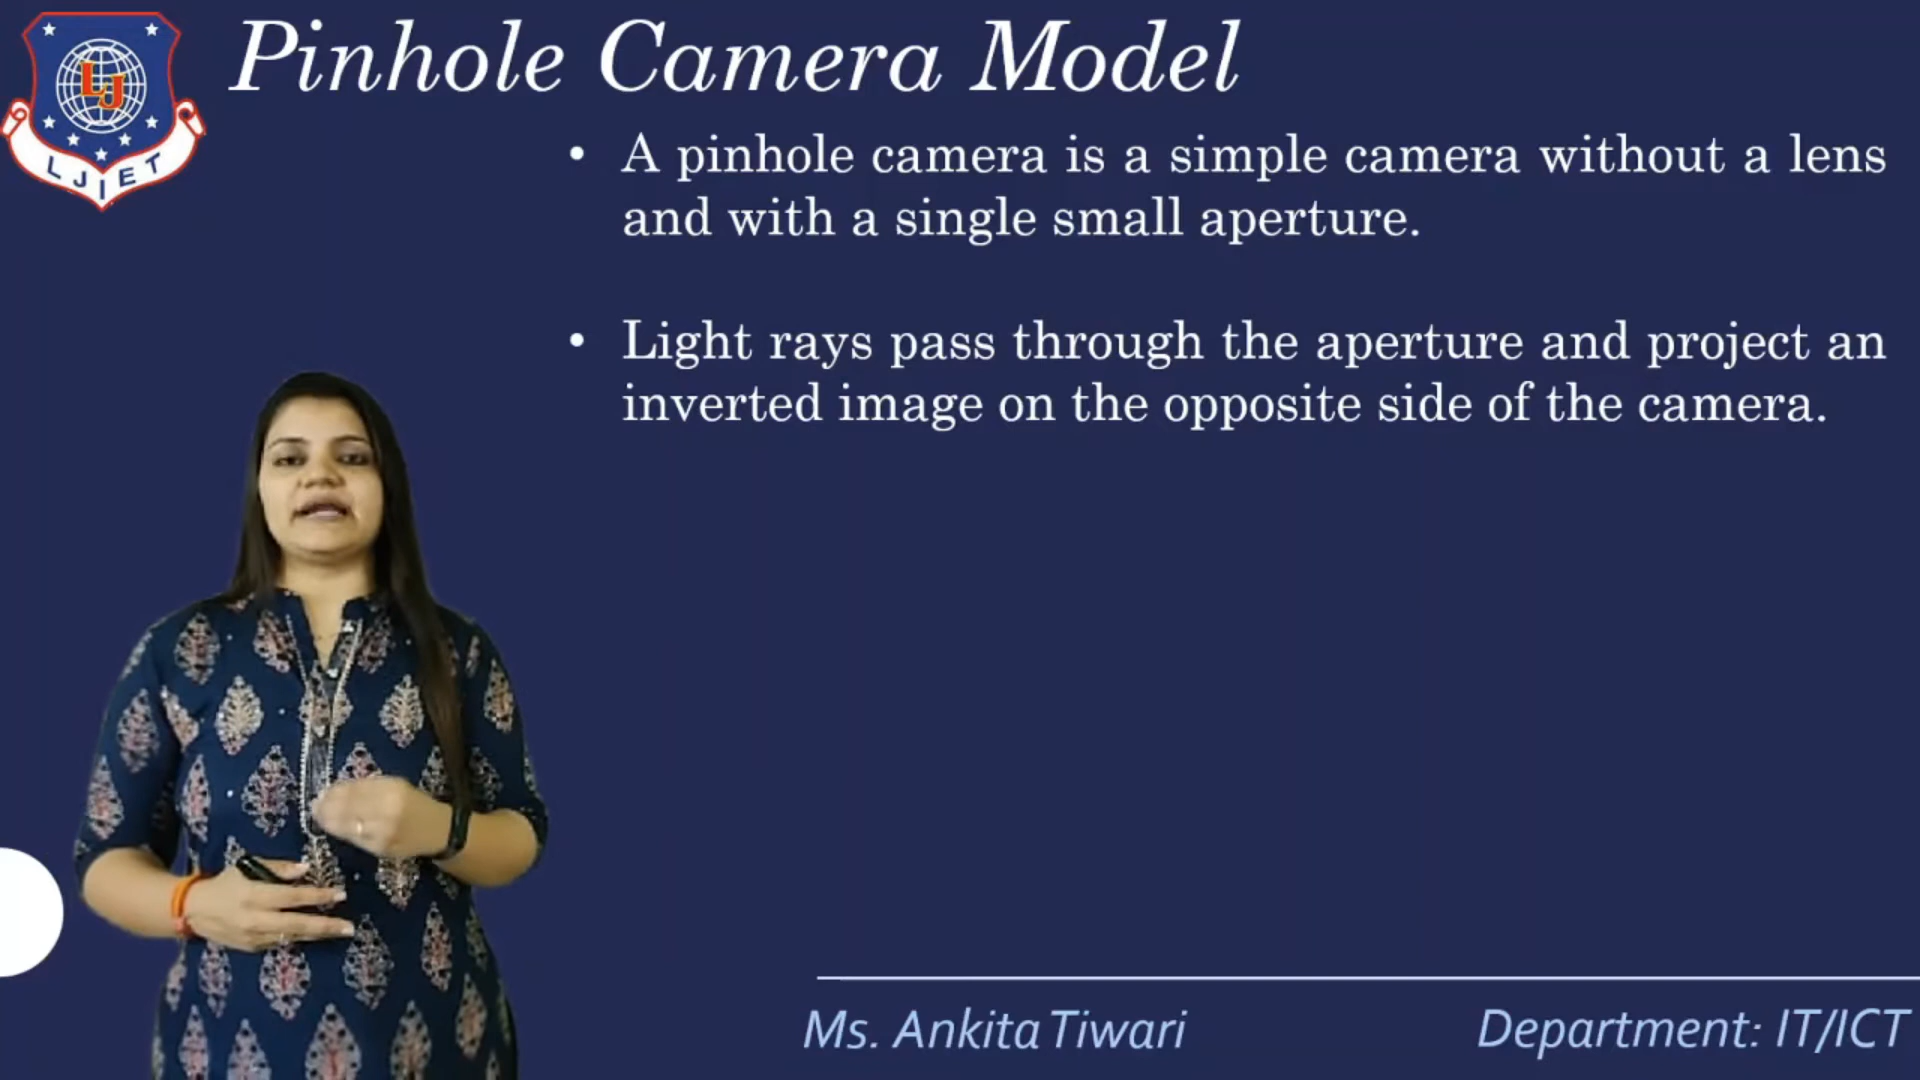 LJ
LJIET
Pinhole Camera Model
• A pinhole camera is a simple camera without a lens
and with a single small aperture.
• Light rays pass through the aperture and project an
inverted image on the opposite side of the camera.
Ms. Ankita Tiwari
Department: IT/ICT